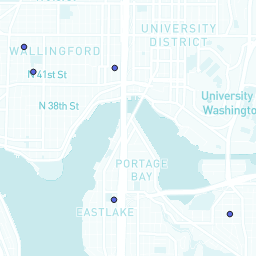 UNIVERSITY
DISTRICT
WALLINGFORD
N 41st St
N 38th St
University
Washington
PORTAGE
BAY
EASTLAKE